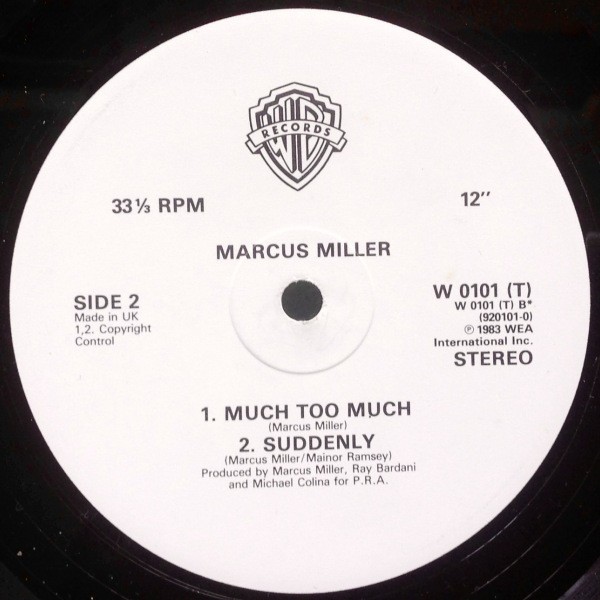 WB
RECORDS
33⅓ RPM
12"
MARCUS MILLER
SIDE 2
Made in UK
1,2. Copyright
Control
W 0101 (T)
W 0101 (T) B*
(920101-0)
℗ 1983 WEA
International Inc.
STEREO
1. MUCH TOO MUCH
(Marcus Miller)
2. SUDDENLY
(Marcus Miller/Mainor Ramsey)
Produced by Marcus Miller, Ray Bardani
and Michael Colina for P.R.A.